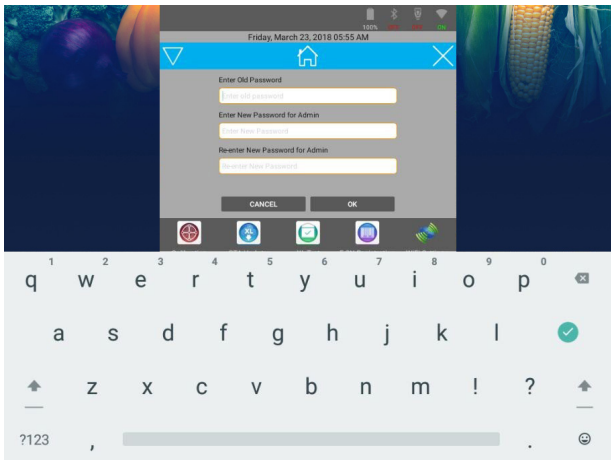 100% ON
Friday, March 23, 2018 05:55 AM
Enter Old Password
Enter old password
Enter New Password for Admin
Enter New Password
Re-enter New Password for Admin
Re-enter New Password
CANCEL OK
XL
1 2 3 4 5 6 7 8 9 0
q w e r t y u i o p
a s d f g h j k l
z x c v b n m ! ?
?123 , .